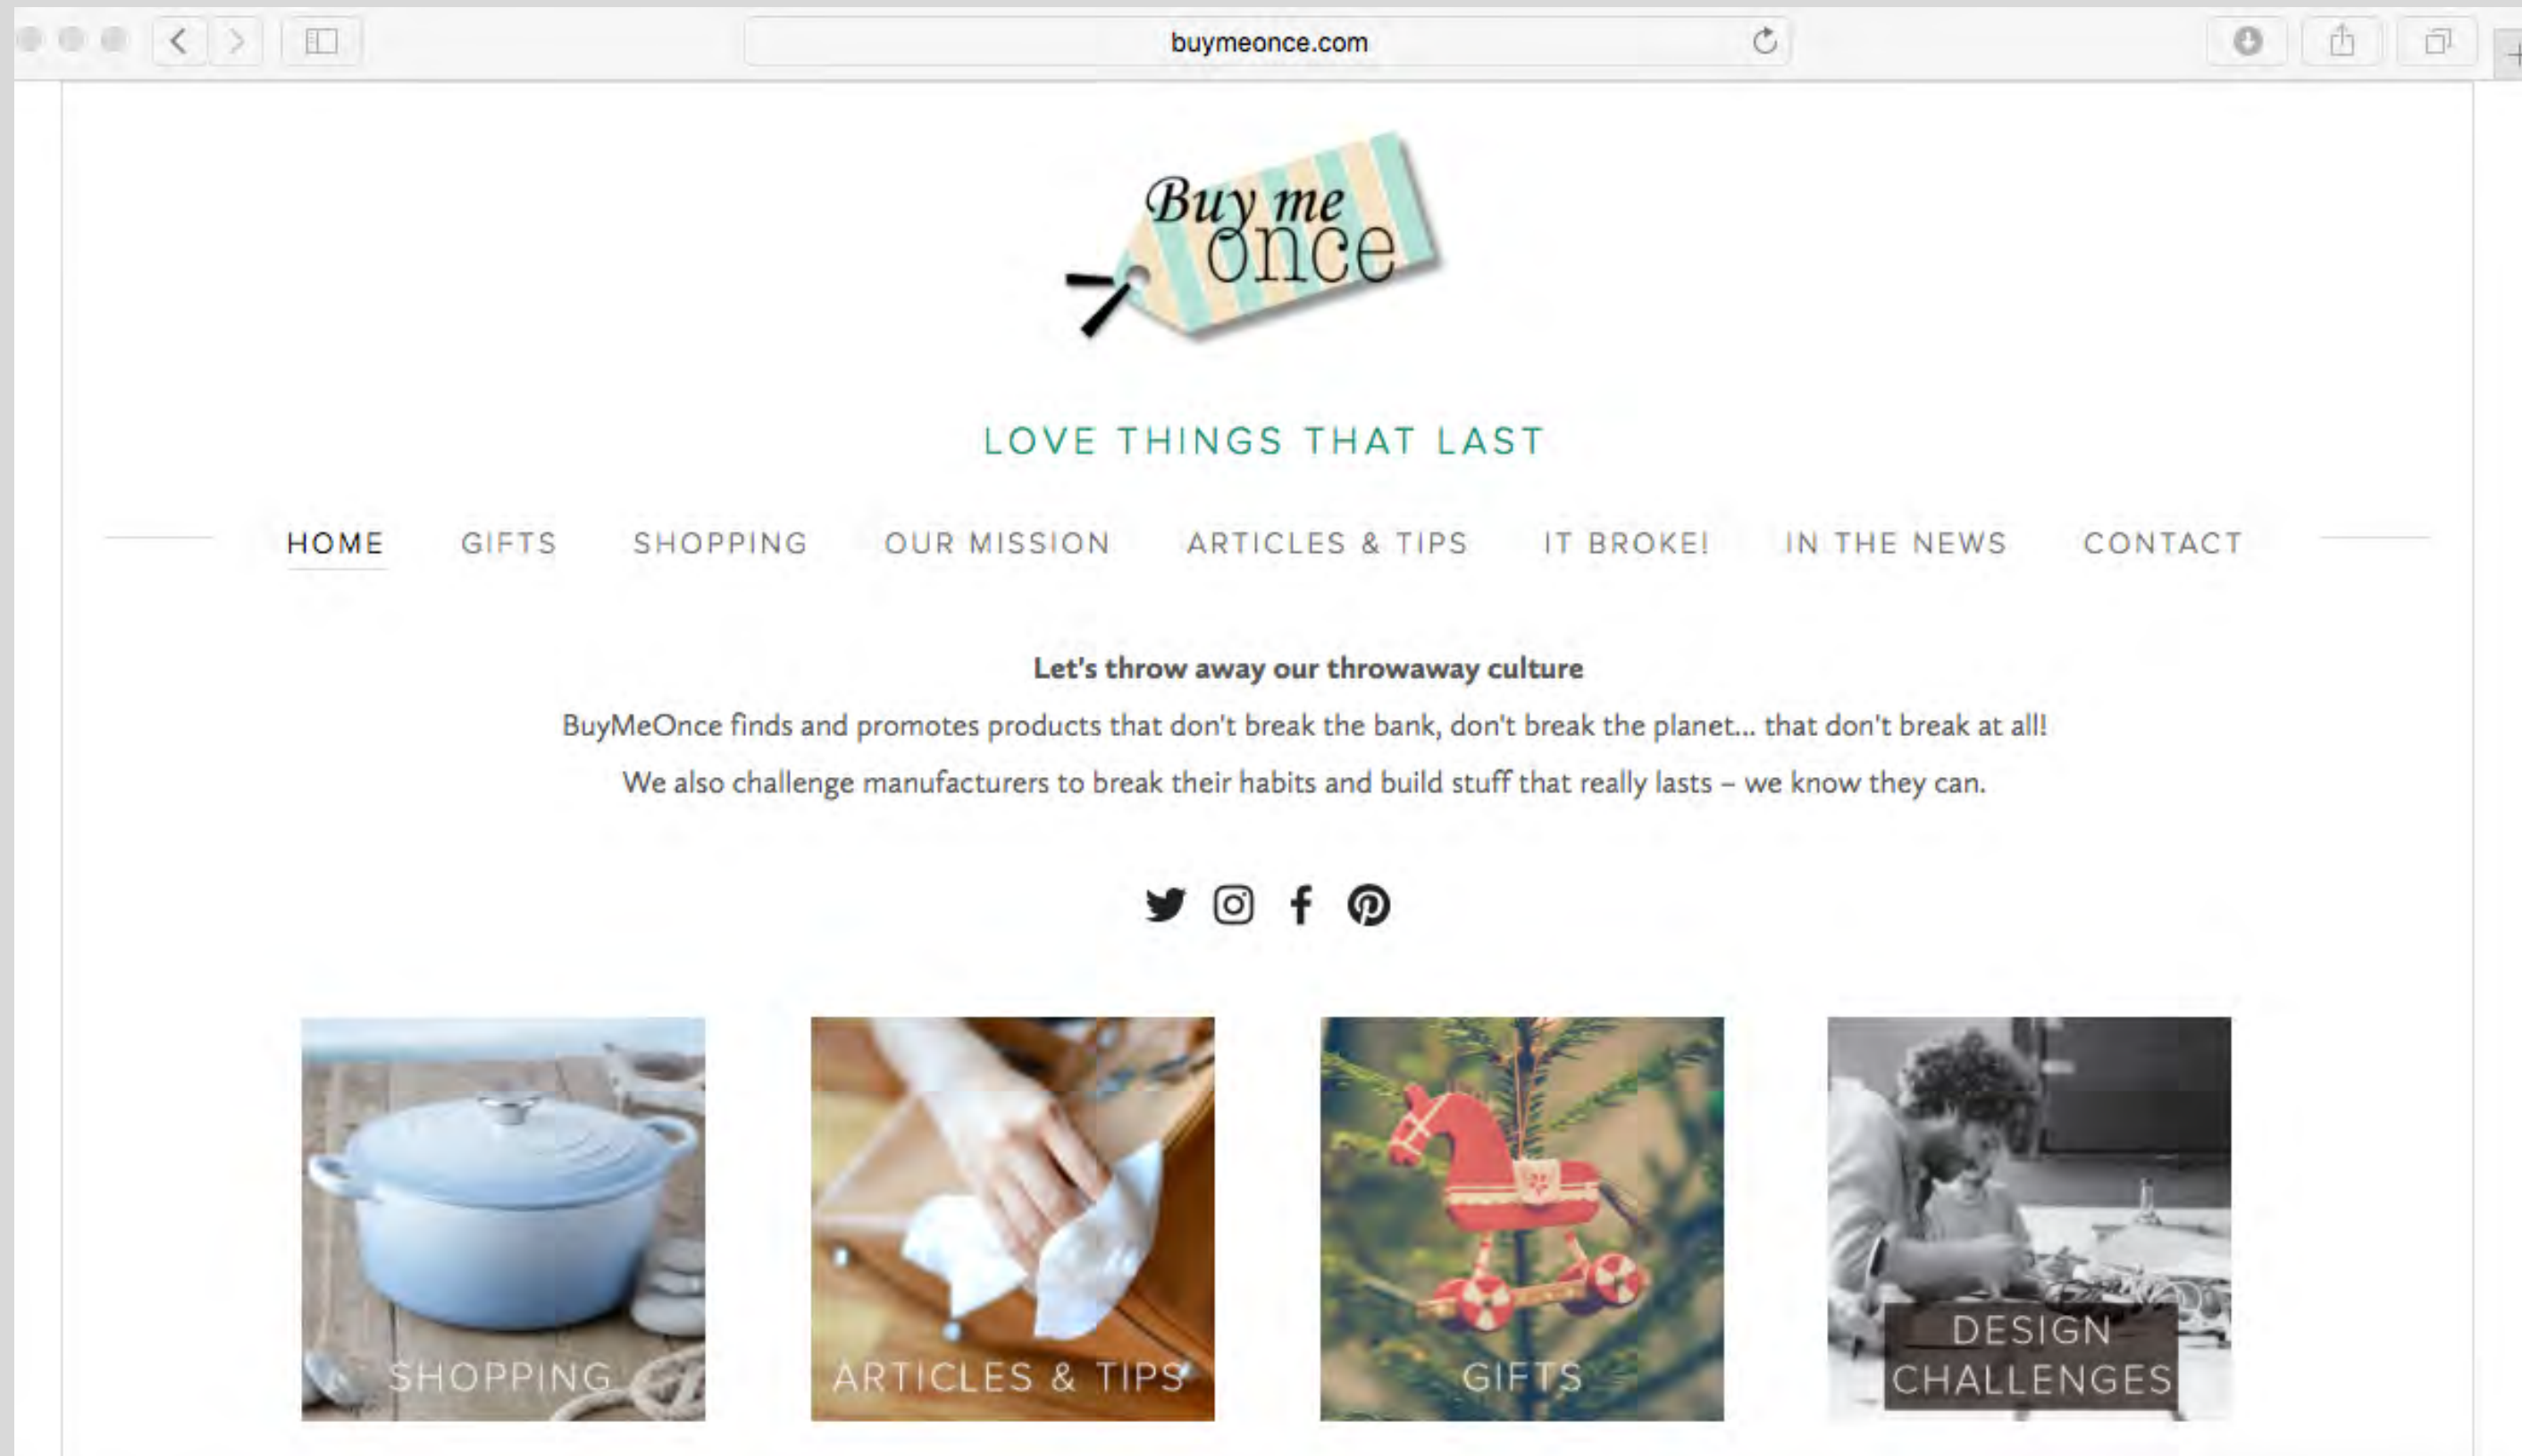 buymeonce.com
Buy me
once
LOVE THINGS THAT LAST
HOME GIFTS SHOPPING OUR MISSION ARTICLES & TIPS IT BROKE! IN THE NEWS CONTACT
Let's throw away our throwaway culture
BuyMeOnce finds and promotes products that don't break the bank, don't break the planet... that don't break at all!
We also challenge manufacturers to break their habits and build stuff that really lasts – we know they can.
SHOPPING
ARTICLES & TIPS
GIFTS
DESIGN
CHALLENGES